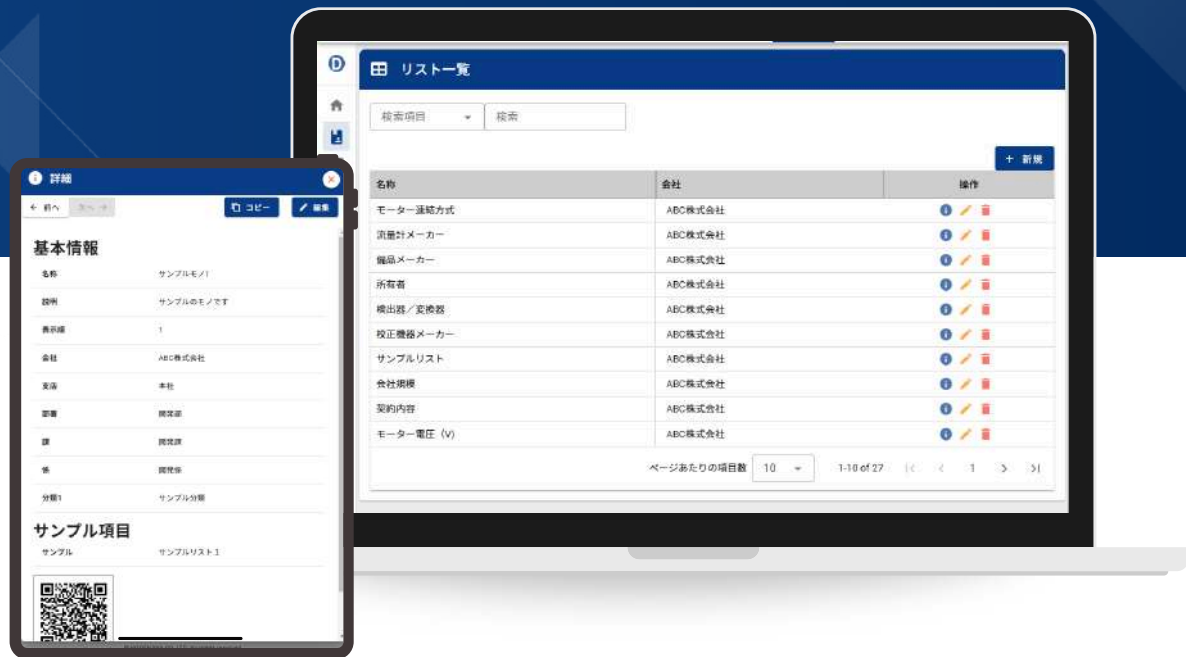 リスト一覧
検索項目
検索
+ 新規
名称 会社 操作
モーター連結方式 ABC株式会社
流量計メーカー ABC株式会社
備品メーカー ABC株式会社
所有者 ABC株式会社
検出器／変換器 ABC株式会社
校正機器メーカー ABC株式会社
サンプルリスト ABC株式会社
会社規模 ABC株式会社
契約内容 ABC株式会社
モーター電圧（V） ABC株式会社
ページあたりの項目数 10 1-10 of 27 1
詳細
前へ 次へ コピー 編集
基本情報
名称 サンプルモノ1
説明 サンプルのモノです
表示順 1
会社 ABC株式会社
支店 本社
部署 開発部
課 開発課
係 開発係
分類1 サンプル分類
サンプル項目
サンプル サンプルリスト1